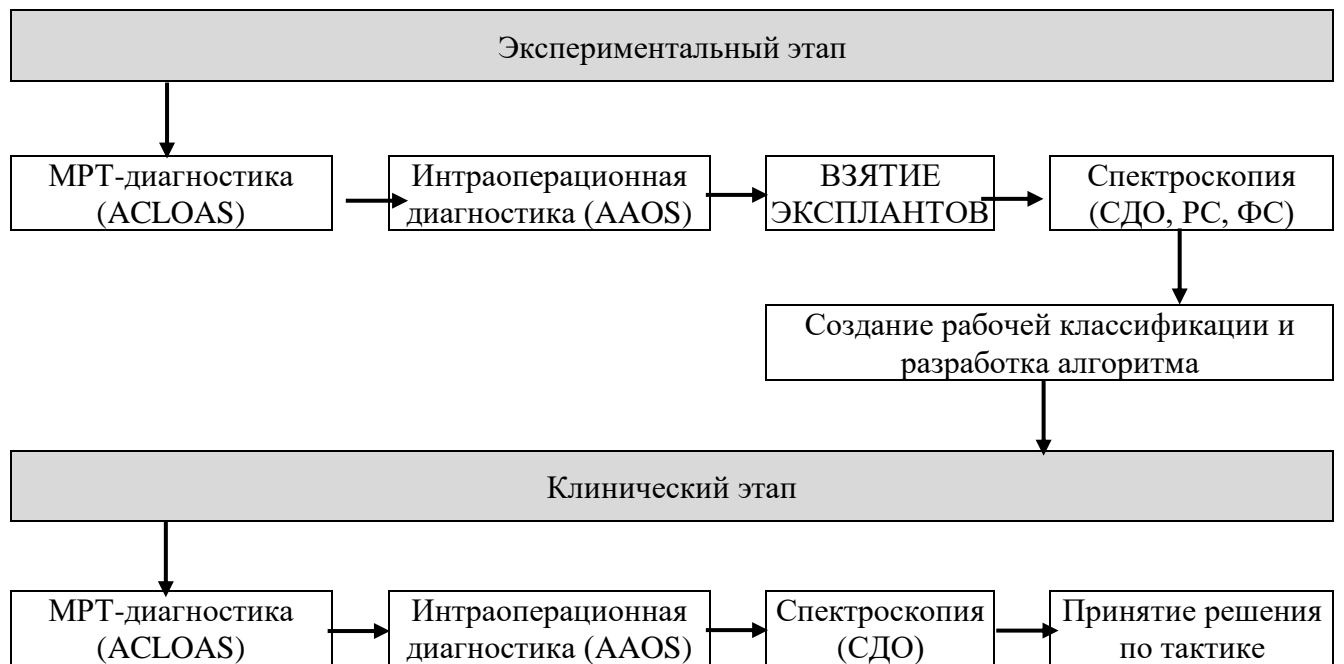 Экспериментальный этап
МРТ-диагностика
(ACLOAS)
Интраоперационная
диагностика (AAOS)
ВЗЯТИЕ
ЭКСПЛАНТОВ
Спектроскопия
(СДО, РС, ФС)
Создание рабочей классификации и
разработка алгоритма
Клинический этап
МРТ-диагностика
(ACLOAS)
Интраоперационная
диагностика (AAOS)
Спектроскопия
(СДО)
Принятие решения
по тактике